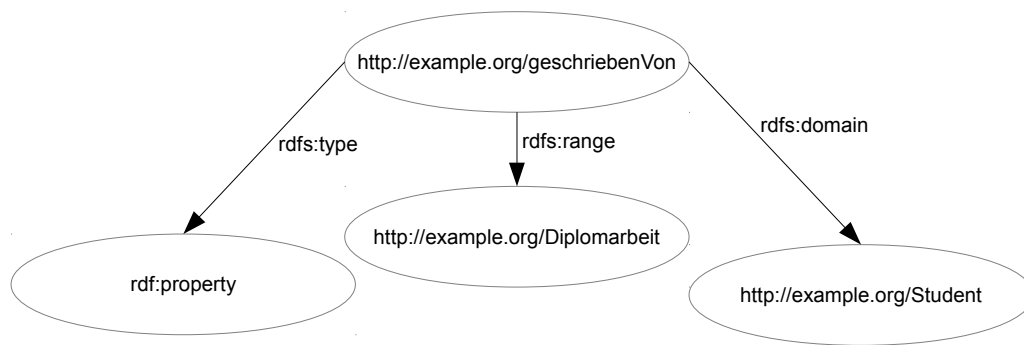 http://example.org/geschriebenVon
rdfs:type
rdfs:range
rdfs:domain
rdf:property
http://example.org/Diplomarbeit
http://example.org/Student